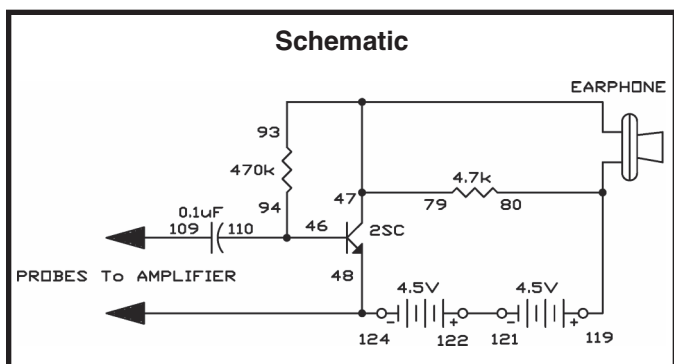 Schematic
EARPHONE
93
470k
94
47
4.7k
79 80
0.1uF
109 110
46
2SC
48
PROBES To AMPLIFIER
4.5V 4.5V
124 122 121 119